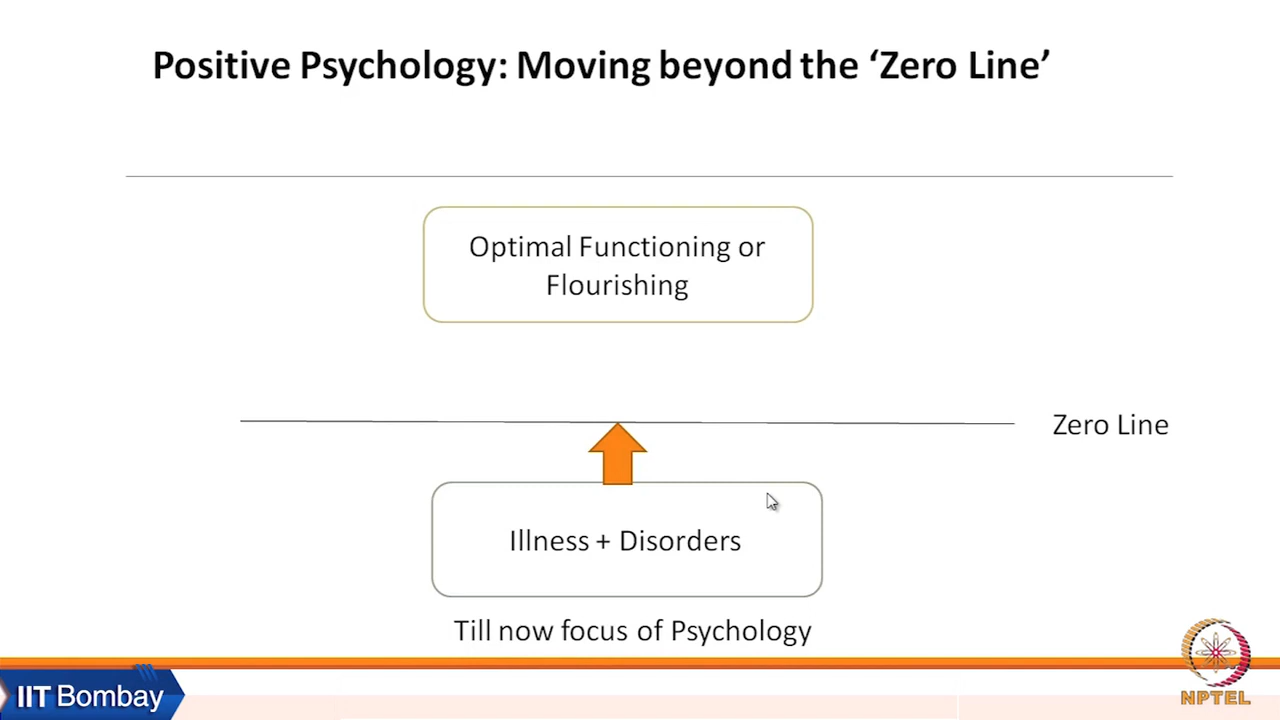 Positive Psychology: Moving beyond the ‘Zero Line’
Optimal Functioning or
Flourishing
Zero Line
Illness + Disorders
Till now focus of Psychology
IIT Bombay
NPTEL